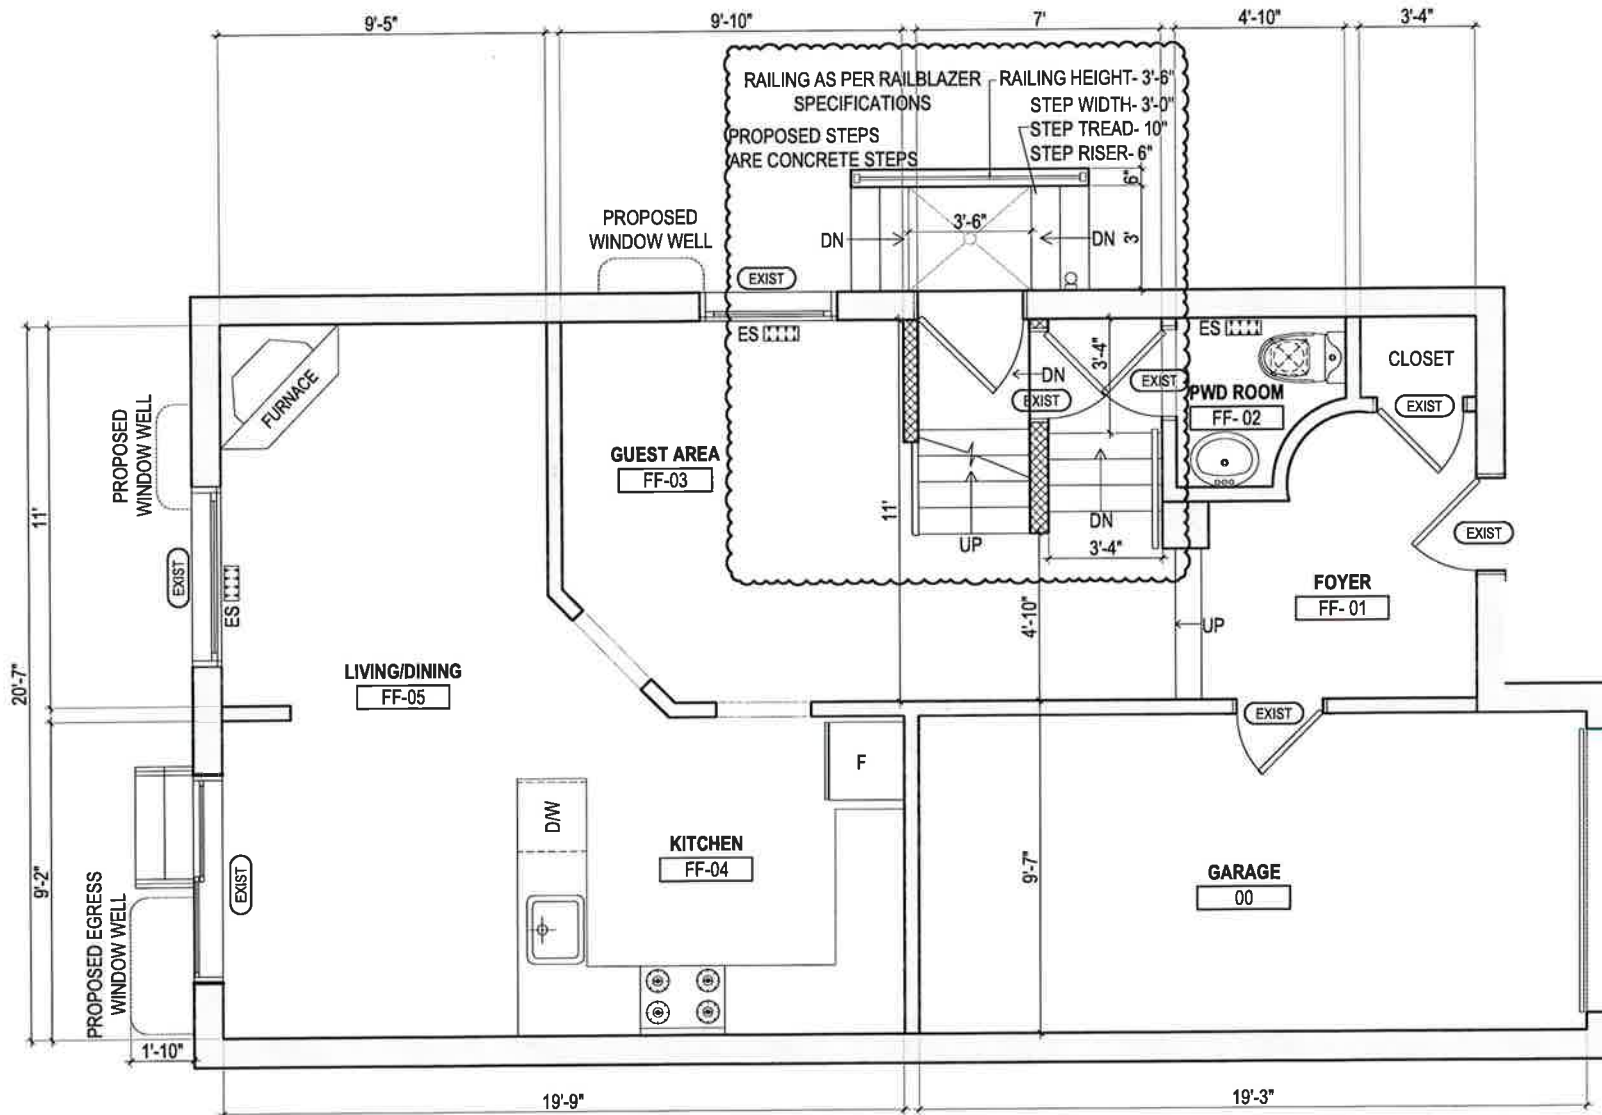 9'-5"
9'-10"
7'
4'-10"
3'-4"
RAILING AS PER RAILBLAZER
SPECIFICATIONS
RAILING HEIGHT- 3'-6"
STEP WIDTH- 3'-0"
STEP TREAD- 10"
STEP RISER- 6"
PROPOSED STEPS
ARE CONCRETE STEPS
6"
3'
3'-6"
DN
DN
PROPOSED
WINDOW WELL
EXIST
ES
ES
CLOSET
FURNACE
3'-4"
DN
EXIST
EXIST
PWD ROOM
FF- 02
EXIST
PROPOSED
WINDOW WELL
GUEST AREA
FF-03
11'
11'
UP
DN
3'-4"
EXIST
EXIST
ES
FOYER
FF- 01
4'-10"
UP
20'-7"
LIVING/DINING
FF-05
EXIST
F
D/W
KITCHEN
FF-04
9'-2"
EXIST
9'-7"
GARAGE
00
PROPOSED EGRESS
WINDOW WELL
1'-10"
19'-9"
19'-3"